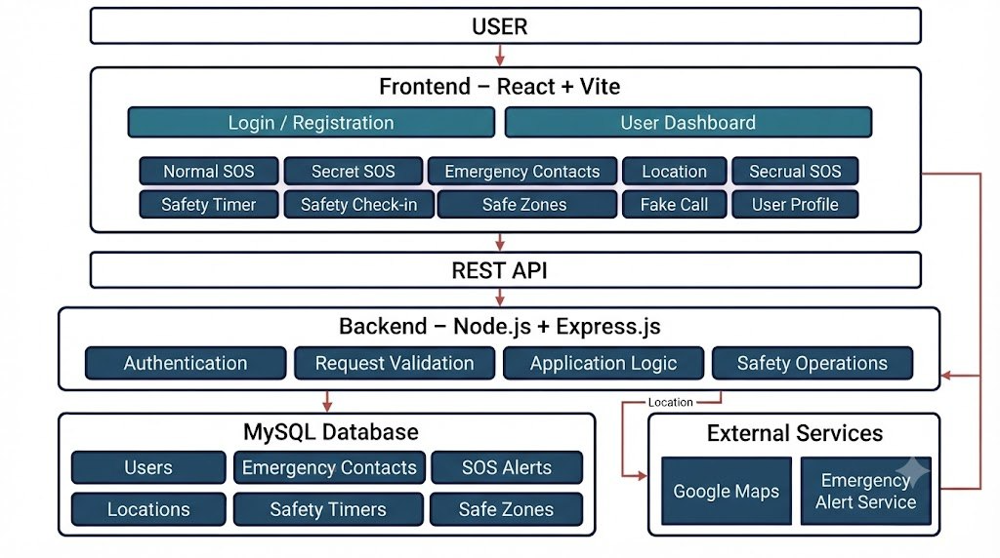 USER
Frontend – React + Vite
Login / Registration
User Dashboard
Normal SOS
Secret SOS
Emergency Contacts
Location
Secrual SOS
Safety Timer
Safety Check-in
Safe Zones
Fake Call
User Profile
REST API
Backend – Node.js + Express.js
Authentication
Request Validation
Application Logic
Safety Operations
Location
MySQL Database
Users
Emergency Contacts
SOS Alerts
Locations
Safety Timers
Safe Zones
External Services
Google Maps
Emergency
Alert Service